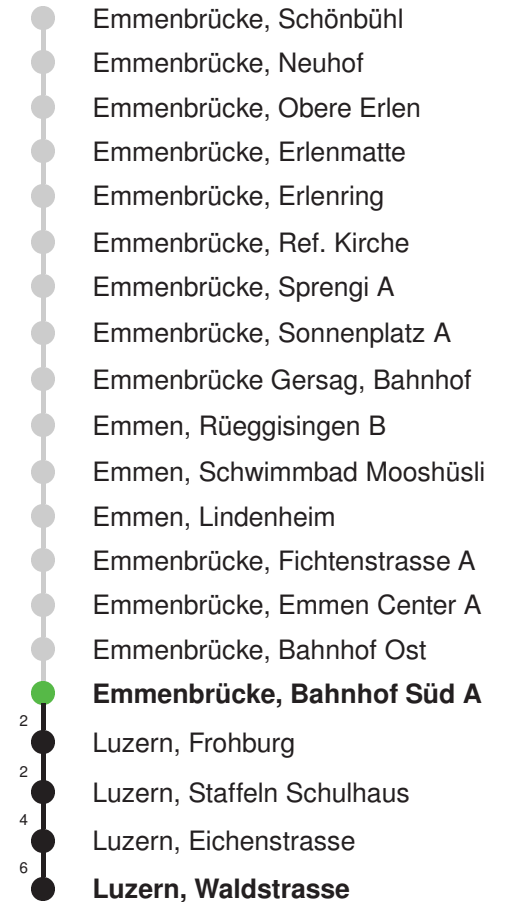 Emmenbrücke, Schönbühl
Emmenbrücke, Neuhof
Emmenbrücke, Obere Erlen
Emmenbrücke, Erlenmatte
Emmenbrücke, Erlenring
Emmenbrücke, Ref. Kirche
Emmenbrücke, Sprengi A
Emmenbrücke, Sonnenplatz A
Emmenbrücke Gersag, Bahnhof
Emmen, Rüeggisingen B
Emmen, Schwimmbad Mooshüsli
Emmen, Lindenheim
Emmenbrücke, Fichtenstrasse A
Emmenbrücke, Emmen Center A
Emmenbrücke, Bahnhof Ost
Emmenbrücke, Bahnhof Süd A
2 Luzern, Frohburg
2 Luzern, Staffeln Schulhaus
4 Luzern, Eichenstrasse
6 Luzern, Waldstrasse